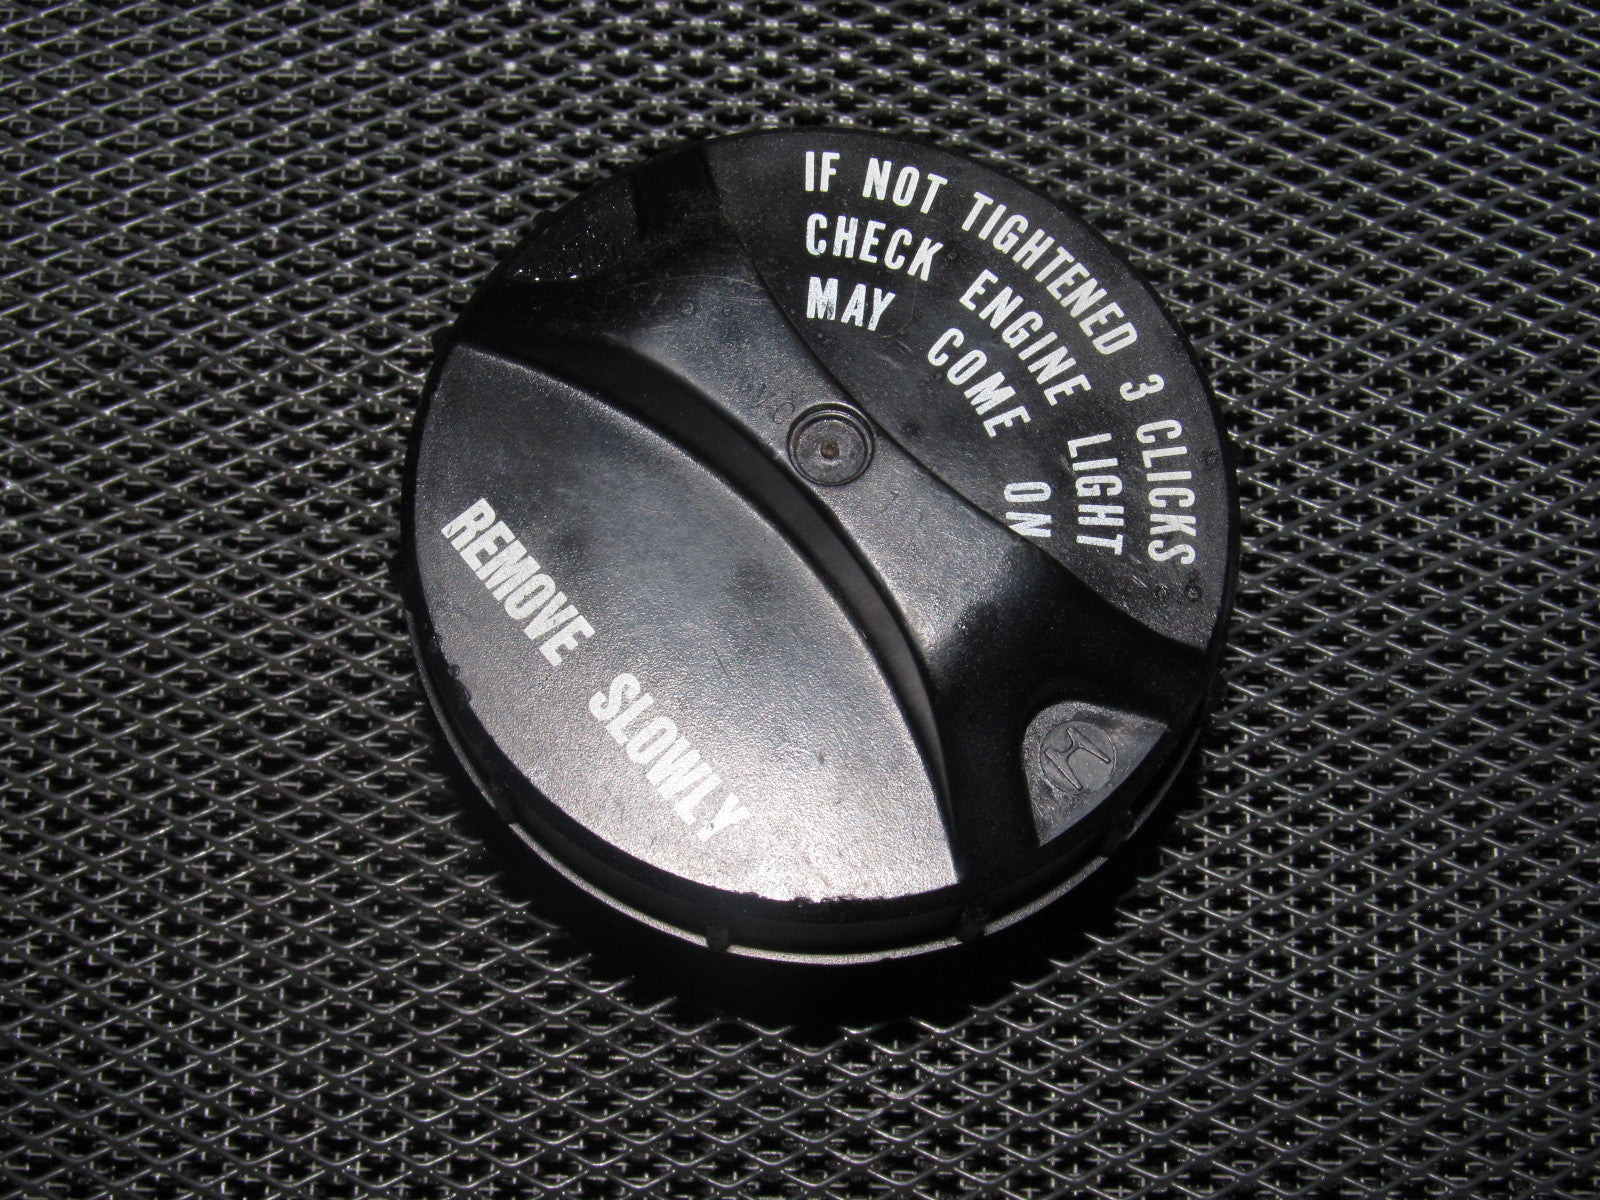 IF NOT TIGHTENED 3 CLICKS
CHECK ENGINE LIGHT
MAY COME ON
REMOVE SLOWLY